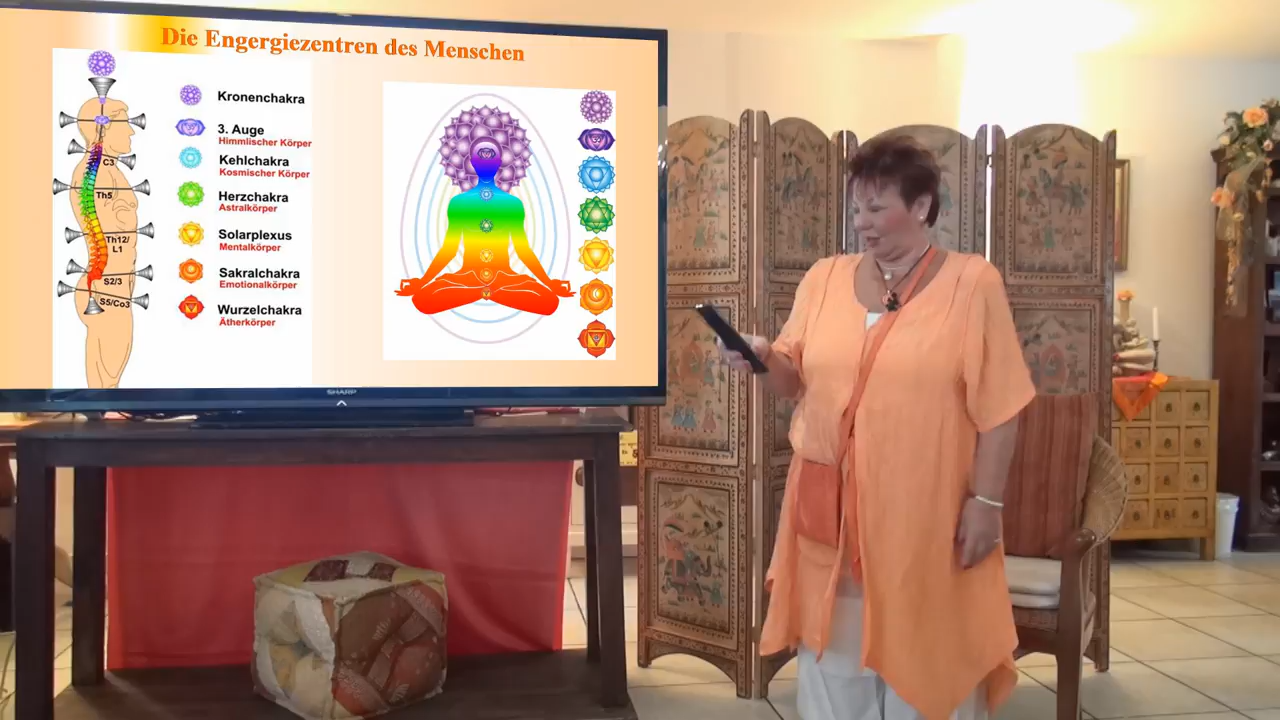 Die Engergiezentren des Menschen
Kronenchakra
3. Auge
Himmlischer Körper
Kehlchakra
Kosmischer Körper
Herzchakra
Astralkörper
Solarplexus
Mentalkörper
Sakralchakra
Emotionalkörper
Wurzelchakra
Ätherkörper
C3
Th5
Th12/
L1
S2/3
S5/Co3
SHARP